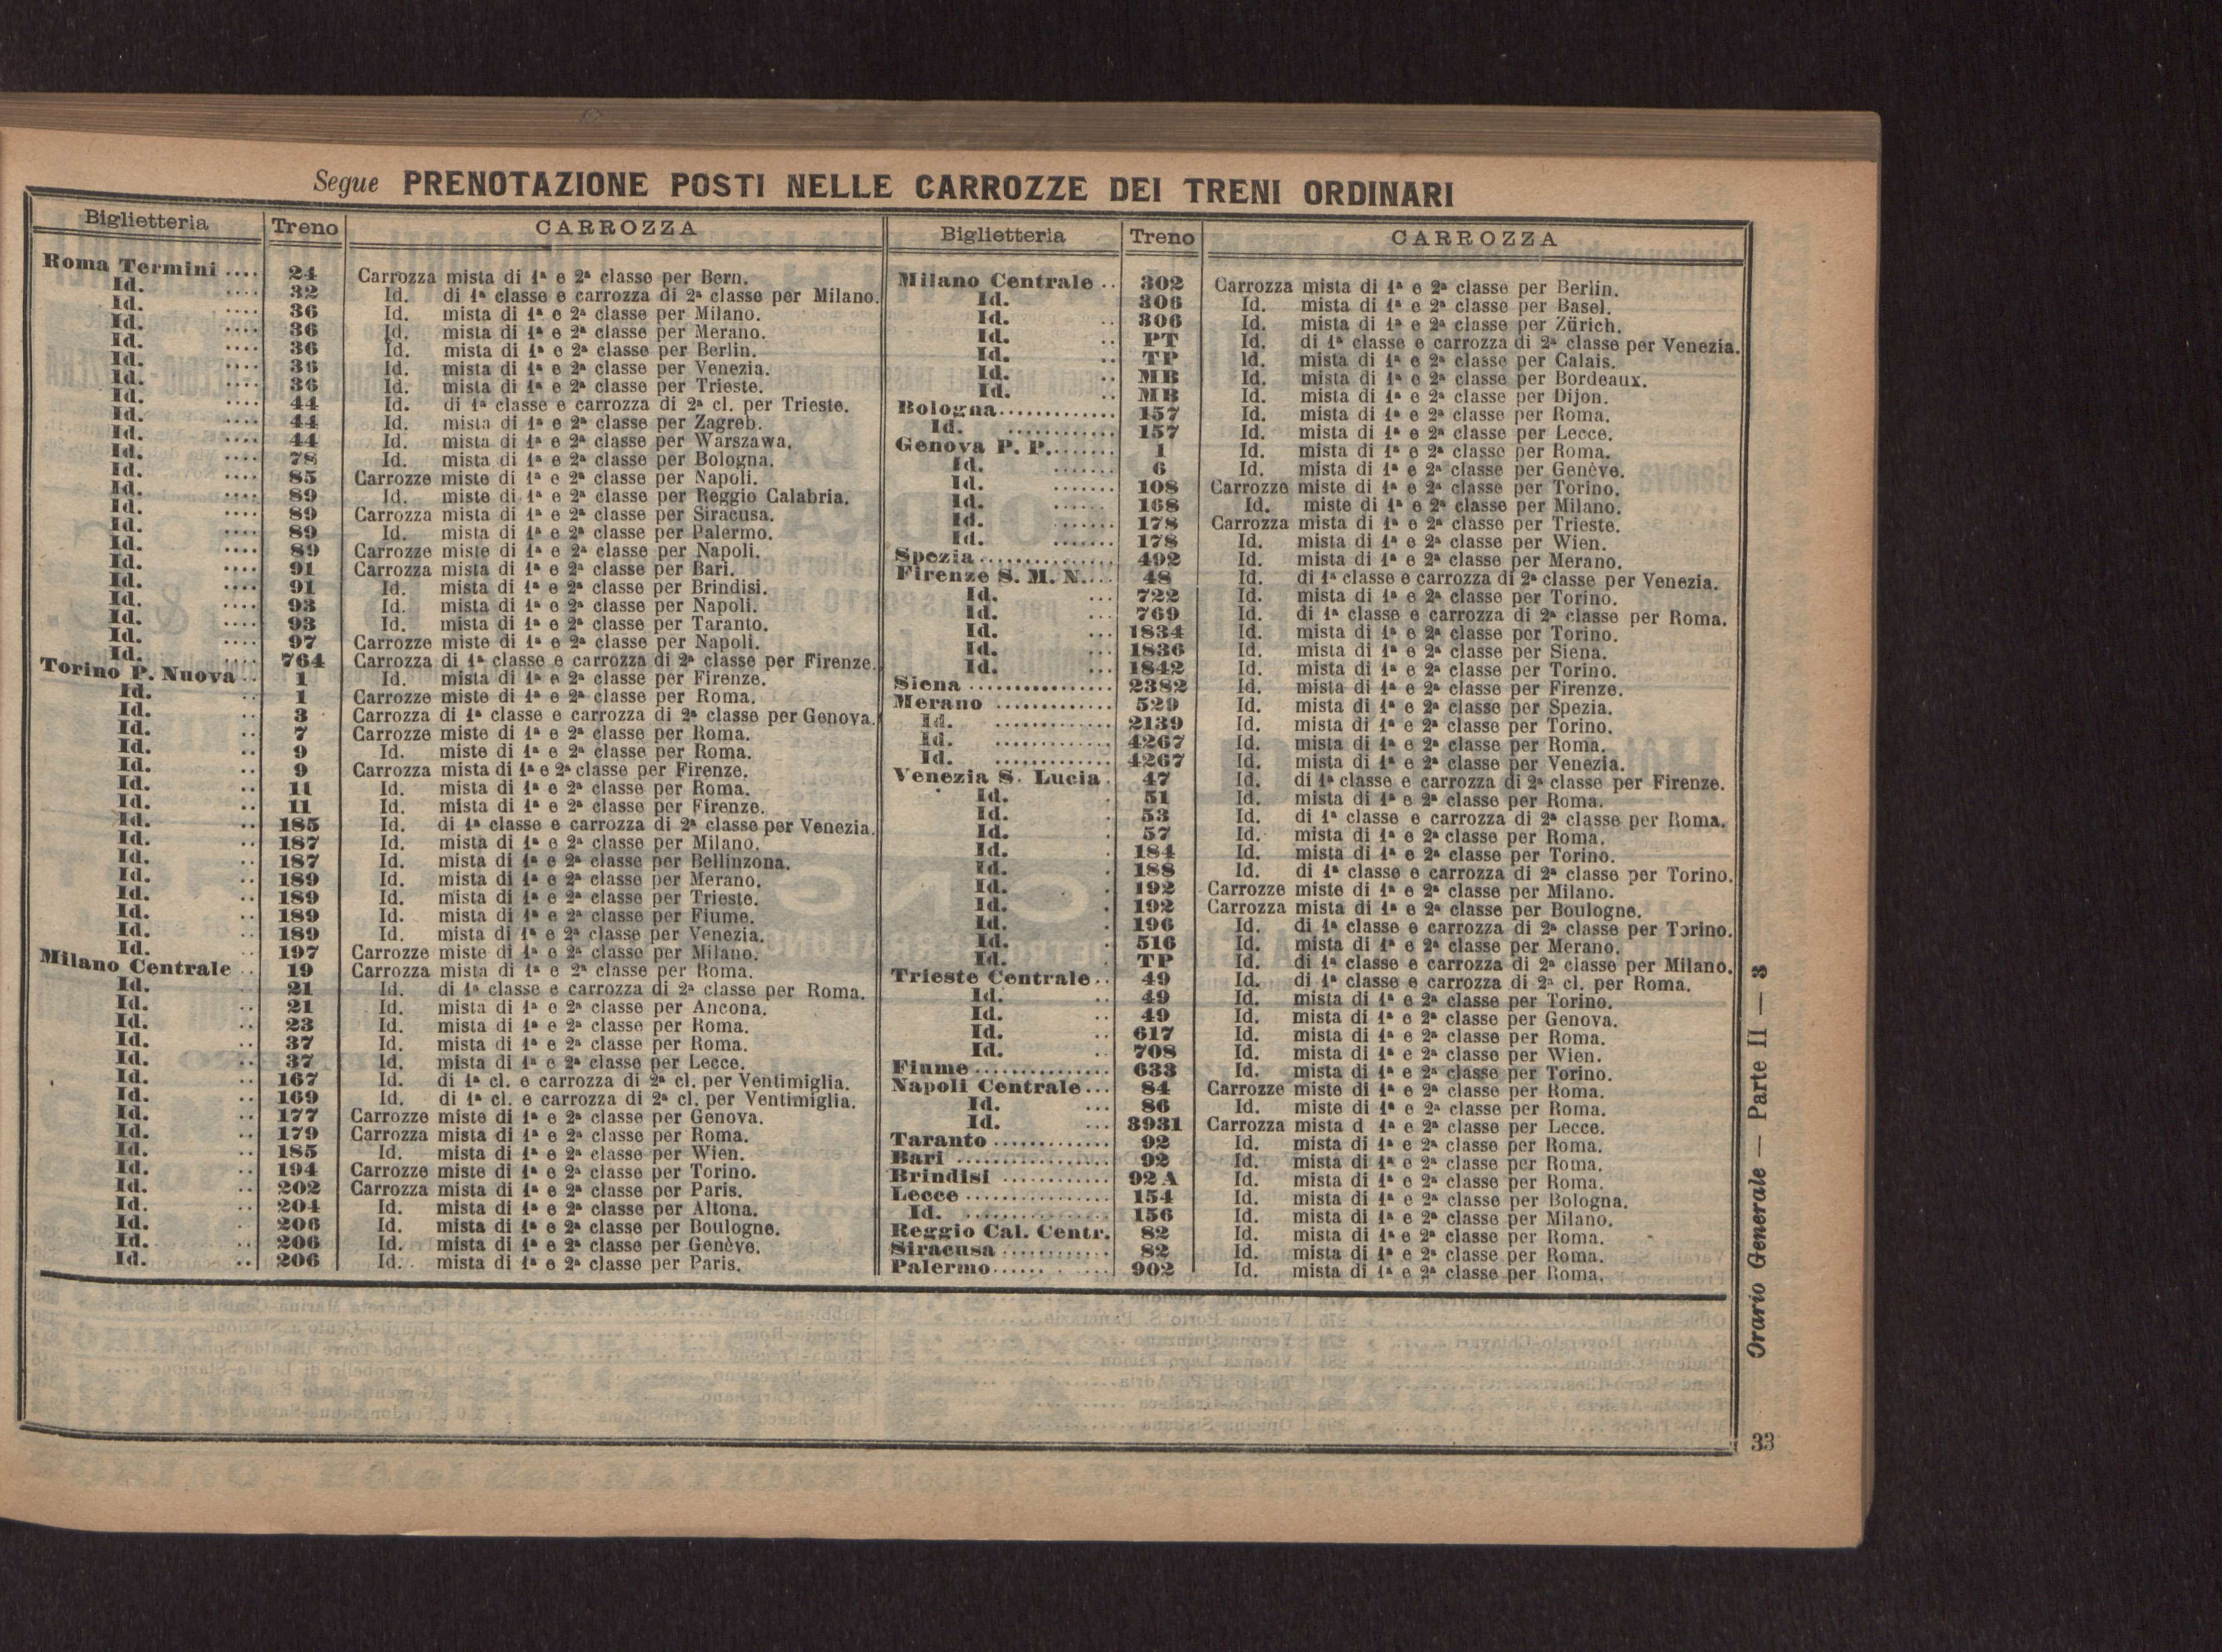 Segue PRENOTAZIONE POSTI NELLE CARROZZE DEI TRENI ORDINARI
Biglietteria Treno CARROZZA
Roma Termini .... 24 Carrozza mista di 1ª e 2ª classe per Bern.
Id. .... 32 Id. di 1ª classe e carrozza di 2ª classe per Milano.
Id. .... 36 Id. mista di 1ª e 2ª classe per Milano.
Id. .... 36 Id. mista di 1ª e 2ª classe per Merano.
Id. .... 36 Id. mista di 1ª e 2ª classe per Berlin.
Id. .... 36 Id. mista di 1ª e 2ª classe per Venezia.
Id. .... 36 Id. mista di 1ª e 2ª classe per Trieste.
Id. .... 44 Id. di 1ª classe e carrozza di 2ª cl. per Trieste.
Id. .... 44 Id. mista di 1ª e 2ª classe per Zagreb.
Id. .... 44 Id. mista di 1ª e 2ª classe per Warszawa.
Id. .... 78 Id. mista di 1ª e 2ª classe per Bologna.
Id. .... 85 Carrozze miste di 1ª e 2ª classe per Napoli.
Id. .... 89 Id. miste di 1ª e 2ª classe per Reggio Calabria.
Id. .... 89 Carrozza mista di 1ª e 2ª classe per Siracusa.
Id. .... 89 Id. mista di 1ª e 2ª classe per Palermo.
Id. .... 89 Carrozze miste di 1ª e 2ª classe per Napoli.
Id. .... 91 Carrozza mista di 1ª e 2ª classe per Bari.
Id. .... 91 Id. mista di 1ª e 2ª classe per Brindisi.
Id. .... 93 Id. mista di 1ª e 2ª classe per Napoli.
Id. .... 93 Id. mista di 1ª e 2ª classe per Taranto.
Id. .... 97 Carrozze miste di 1ª e 2ª classe per Napoli.
Id. .... 764 Carrozza di 1ª classe e carrozza di 2ª classe per Firenze.
Torino P. Nuova .. 1 Id. mista di 1ª e 2ª classe per Firenze.
Id. .. 1 Carrozze miste di 1ª e 2ª classe per Roma.
Id. .. 3 Carrozza di 1ª classe e carrozza di 2ª classe per Genova.
Id. .. 7 Carrozze miste di 1ª e 2ª classe per Roma.
Id. .. 9 Id. miste di 1ª e 2ª classe per Roma.
Id. .. 9 Carrozza mista di 1ª e 2ª classe per Firenze.
Id. .. 11 Id. mista di 1ª e 2ª classe per Roma.
Id. .. 11 Id. mista di 1ª e 2ª classe per Firenze.
Id. .. 185 Id. di 1ª classe e carrozza di 2ª classe per Venezia.
Id. .. 187 Id. mista di 1ª e 2ª classe per Milano.
Id. .. 187 Id. mista di 1ª e 2ª classe per Bellinzona.
Id. .. 189 Id. mista di 1ª e 2ª classe per Merano.
Id. .. 189 Id. mista di 1ª e 2ª classe per Trieste.
Id. .. 189 Id. mista di 1ª e 2ª classe per Fiume.
Id. .. 189 Id. mista di 1ª e 2ª classe per Venezia.
Id. .. 197 Carrozze miste di 1ª e 2ª classe per Milano.
Milano Centrale .. 19 Carrozza mista di 1ª e 2ª classe per Roma.
Id. .. 21 Id. di 1ª classe e carrozza di 2ª classe per Roma.
Id. .. 21 Id. mista di 1ª e 2ª classe per Ancona.
Id. .. 23 Id. mista di 1ª e 2ª classe per Roma.
Id. .. 37 Id. mista di 1ª e 2ª classe per Roma.
Id. .. 37 Id. mista di 1ª e 2ª classe per Lecce.
Id. .. 167 Id. di 1ª cl. e carrozza di 2ª cl. per Ventimiglia.
Id. .. 169 Id. di 1ª cl. e carrozza di 2ª cl. per Ventimiglia.
Id. .. 177 Carrozze miste di 1ª e 2ª classe per Genova.
Id. .. 179 Carrozza mista di 1ª e 2ª classe per Roma.
Id. .. 185 Id. mista di 1ª e 2ª classe per Wien.
Id. .. 194 Carrozze miste di 1ª e 2ª classe per Torino.
Id. .. 202 Carrozza mista di 1ª e 2ª classe per Paris.
Id. .. 204 Id. mista di 1ª e 2ª classe per Altona.
Id. .. 206 Id. mista di 1ª e 2ª classe per Boulogne.
Id. .. 206 Id. mista di 1ª e 2ª classe per Genève.
Id. .. 206 Id. mista di 1ª e 2ª classe per Paris.
Biglietteria Treno CARROZZA
Milano Centrale .. 302 Carrozza mista di 1ª e 2ª classe per Berlin.
Id. 306 Id. mista di 1ª e 2ª classe per Basel.
Id. .. 306 Id. mista di 1ª e 2ª classe per Zürich.
Id. .. PT Id. di 1ª classe e carrozza di 2ª classe per Venezia.
Id. .. TP Id. mista di 1ª e 2ª classe per Calais.
Id. .. MB Id. mista di 1ª e 2ª classe per Bordeaux.
Id. .. MB Id. mista di 1ª e 2ª classe per Dijon.
Bologna............. 157 Id. mista di 1ª e 2ª classe per Roma.
Id. ............ 157 Id. mista di 1ª e 2ª classe per Lecce.
Genova P. P........ 1 Id. mista di 1ª e 2ª classe per Roma.
Id. ....... 6 Id. mista di 1ª e 2ª classe per Genève.
Id. ....... 108 Carrozze miste di 1ª e 2ª classe per Torino.
Id. ...... 168 Id. miste di 1ª e 2ª classe per Milano.
Id. ....... 178 Carrozza mista di 1ª e 2ª classe per Trieste.
Id. ....... 178 Id. mista di 1ª e 2ª classe per Wien.
Spezia............... 492 Id. mista di 1ª e 2ª classe per Merano.
Firenze S. M. N.... 48 Id. di 1ª classe e carrozza di 2ª classe per Venezia.
Id. ... 722 Id. mista di 1ª e 2ª classe per Torino.
Id. ... 769 Id. di 1ª classe e carrozza di 2ª classe per Roma.
Id. ... 1834 Id. mista di 1ª e 2ª classe per Torino.
Id. ... 1836 Id. mista di 1ª e 2ª classe per Siena.
Id. ... 1842 Id. mista di 1ª e 2ª classe per Torino.
Siena ............... 2382 Id. mista di 1ª e 2ª classe per Firenze.
Merano ............. 529 Id. mista di 1ª e 2ª classe per Spezia.
Id. ............ 2139 Id. mista di 1ª e 2ª classe per Torino.
Id. ............ 4267 Id. mista di 1ª e 2ª classe per Roma.
Id. ............ 4267 Id. mista di 1ª e 2ª classe per Venezia.
Venezia S. Lucia . 47 Id. di 1ª classe e carrozza di 2ª classe per Firenze.
Id. . 51 Id. mista di 1ª e 2ª classe per Roma.
Id. . 53 Id. di 1ª classe e carrozza di 2ª classe per Roma.
Id. . 57 Id. mista di 1ª e 2ª classe per Roma.
Id. . 184 Id. mista di 1ª e 2ª classe per Torino.
Id. . 188 Id. di 1ª classe e carrozza di 2ª classe per Torino.
Id. . 192 Carrozze miste di 1ª e 2ª classe per Milano.
Id. . 192 Carrozza mista di 1ª e 2ª classe per Boulogne.
Id. . 196 Id. di 1ª classe e carrozza di 2ª classe per Torino.
Id. . 516 Id. mista di 1ª e 2ª classe per Merano.
Id. . TP Id. di 1ª classe e carrozza di 2ª classe per Milano.
Trieste Centrale.. 49 Id. di 1ª classe e carrozza di 2ª cl. per Roma.
Id. .. 49 Id. mista di 1ª e 2ª classe per Torino.
Id. .. 49 Id. mista di 1ª e 2ª classe per Genova.
Id. .. 617 Id. mista di 1ª e 2ª classe per Roma.
Id. .. 708 Id. mista di 1ª e 2ª classe per Wien.
Fiume............... 633 Id. mista di 1ª e 2ª classe per Torino.
Napoli Centrale... 84 Carrozze miste di 1ª e 2ª classe per Roma.
Id. ... 86 Id. miste di 1ª e 2ª classe per Roma.
Id. ... 3931 Carrozza mista d 1ª e 2ª classe per Lecce.
Taranto ............. 92 Id. mista di 1ª e 2ª classe per Roma.
Bari ................. 92 Id. mista di 1ª e 2ª classe per Roma.
Brindisi ............ 92 A Id. mista di 1ª e 2ª classe per Roma.
Lecce ................ 154 Id. mista di 1ª e 2ª classe per Bologna.
Id. ................ 156 Id. mista di 1ª e 2ª classe per Milano.
Reggio Cal. Centr. 82 Id. mista di 1ª e 2ª classe per Roma.
Siracusa ............ 82 Id. mista di 1ª e 2ª classe per Roma.
Palermo...... . .... 902 Id. mista di 1ª e 2ª classe per Roma.
Orario Generale — Parte II — 3
33